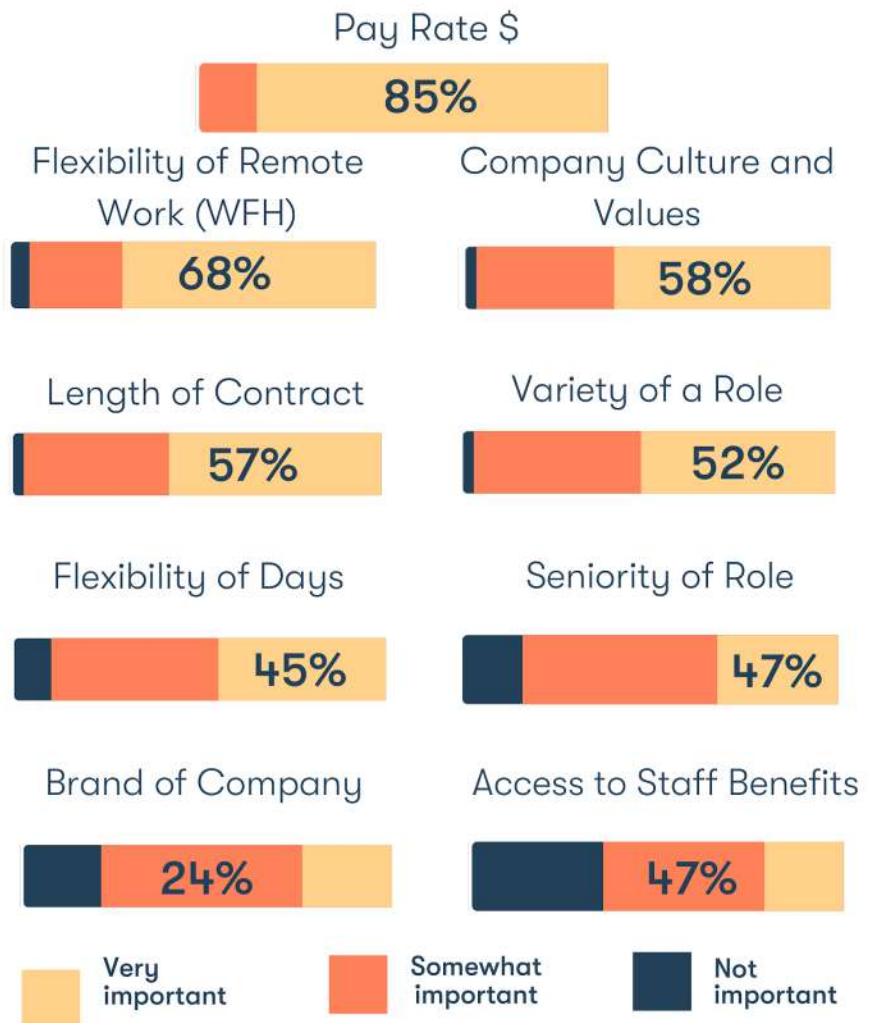 Pay Rate $
85%
Flexibility of Remote
Work (WFH)
68%
Company Culture and
Values
58%
Length of Contract
57%
Variety of a Role
52%
Flexibility of Days
45%
Seniority of Role
47%
Brand of Company
24%
Access to Staff Benefits
47%
Very
important
Somewhat
important
Not
important